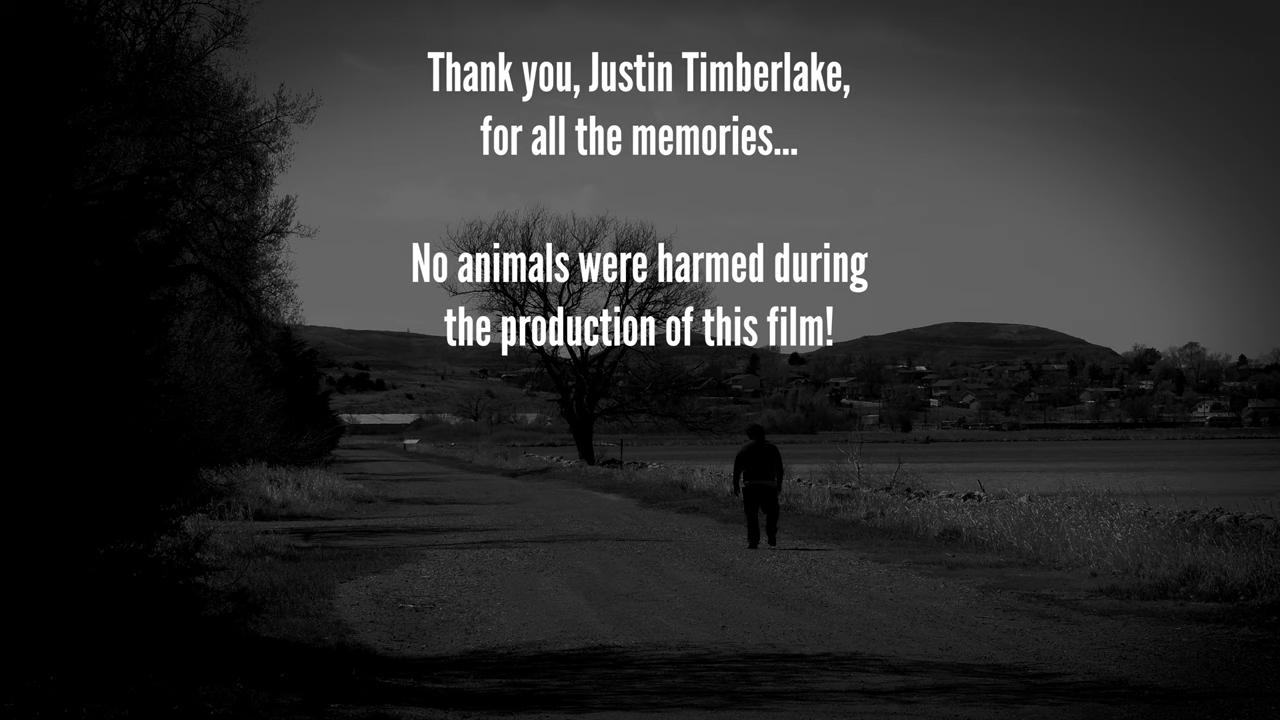 Thank you, Justin Timberlake,
for all the memories...
No animals were harmed during
the production of this film!